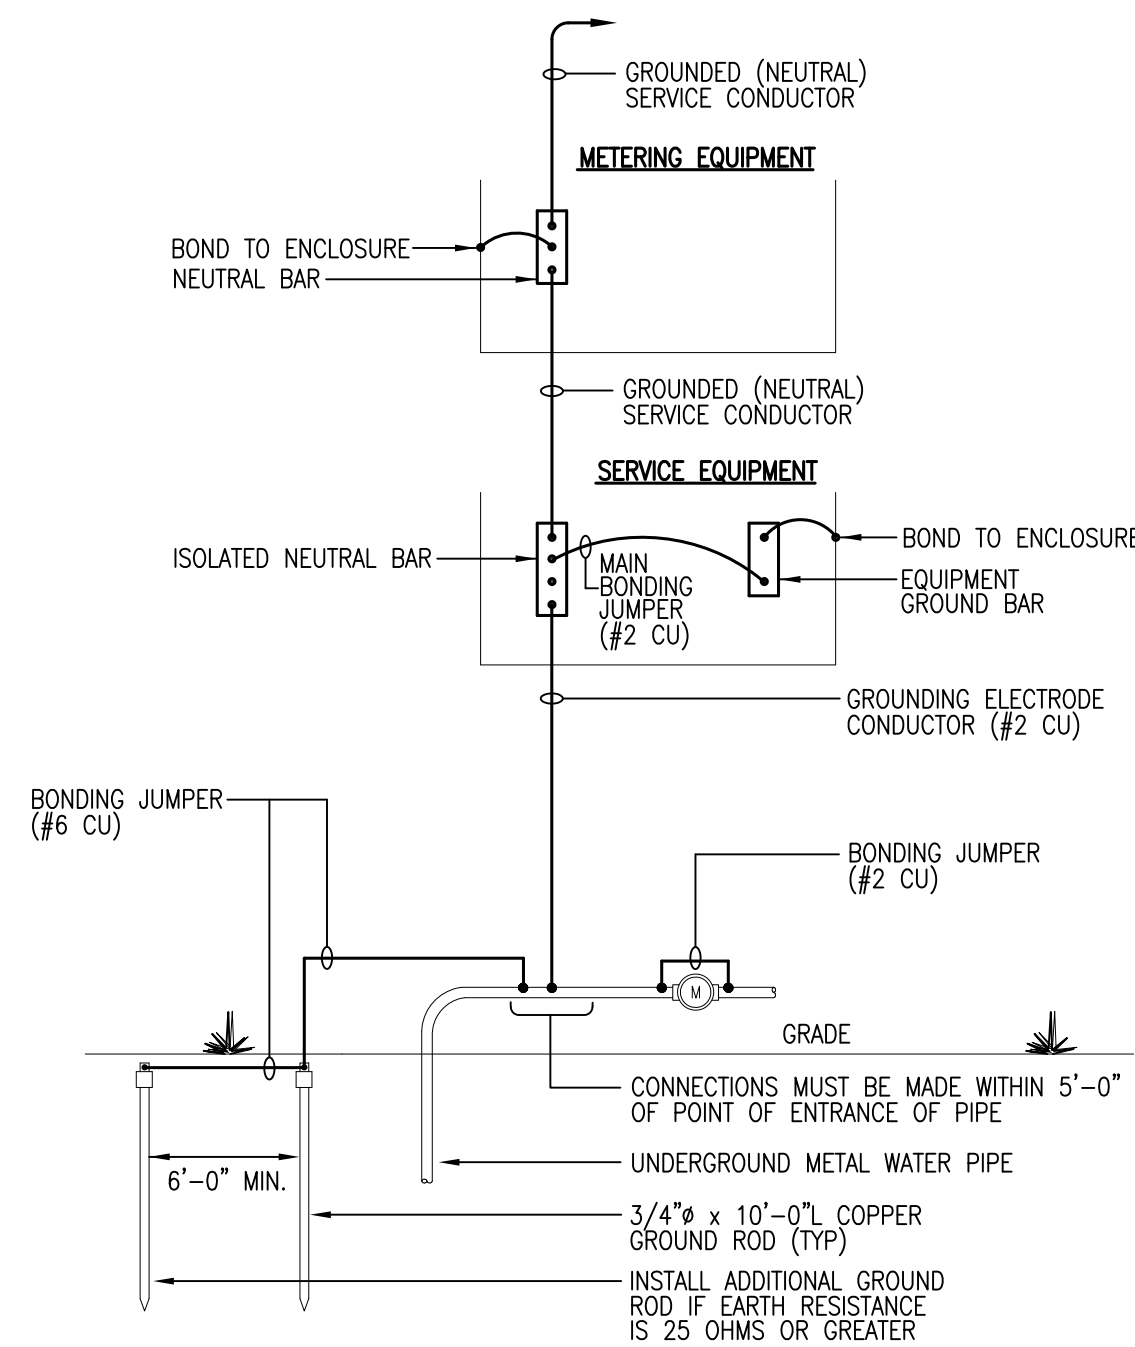 GROUNDED (NEUTRAL)
SERVICE CONDUCTOR
METERING EQUIPMENT
BOND TO ENCLOSURE
NEUTRAL BAR
GROUNDED (NEUTRAL)
SERVICE CONDUCTOR
SERVICE EQUIPMENT
ISOLATED NEUTRAL BAR
MAIN
BONDING
JUMPER
(#2 CU)
BOND TO ENCLOSURE
EQUIPMENT
GROUND BAR
GROUNDING ELECTRODE
CONDUCTOR (#2 CU)
BONDING JUMPER
(#6 CU)
BONDING JUMPER
(#2 CU)
M
GRADE
CONNECTIONS MUST BE MADE WITHIN 5'-0"
OF POINT OF ENTRANCE OF PIPE
UNDERGROUND METAL WATER PIPE
6'-0" MIN.
3/4"ø x 10'-0"L COPPER
GROUND ROD (TYP)
INSTALL ADDITIONAL GROUND
ROD IF EARTH RESISTANCE
IS 25 OHMS OR GREATER